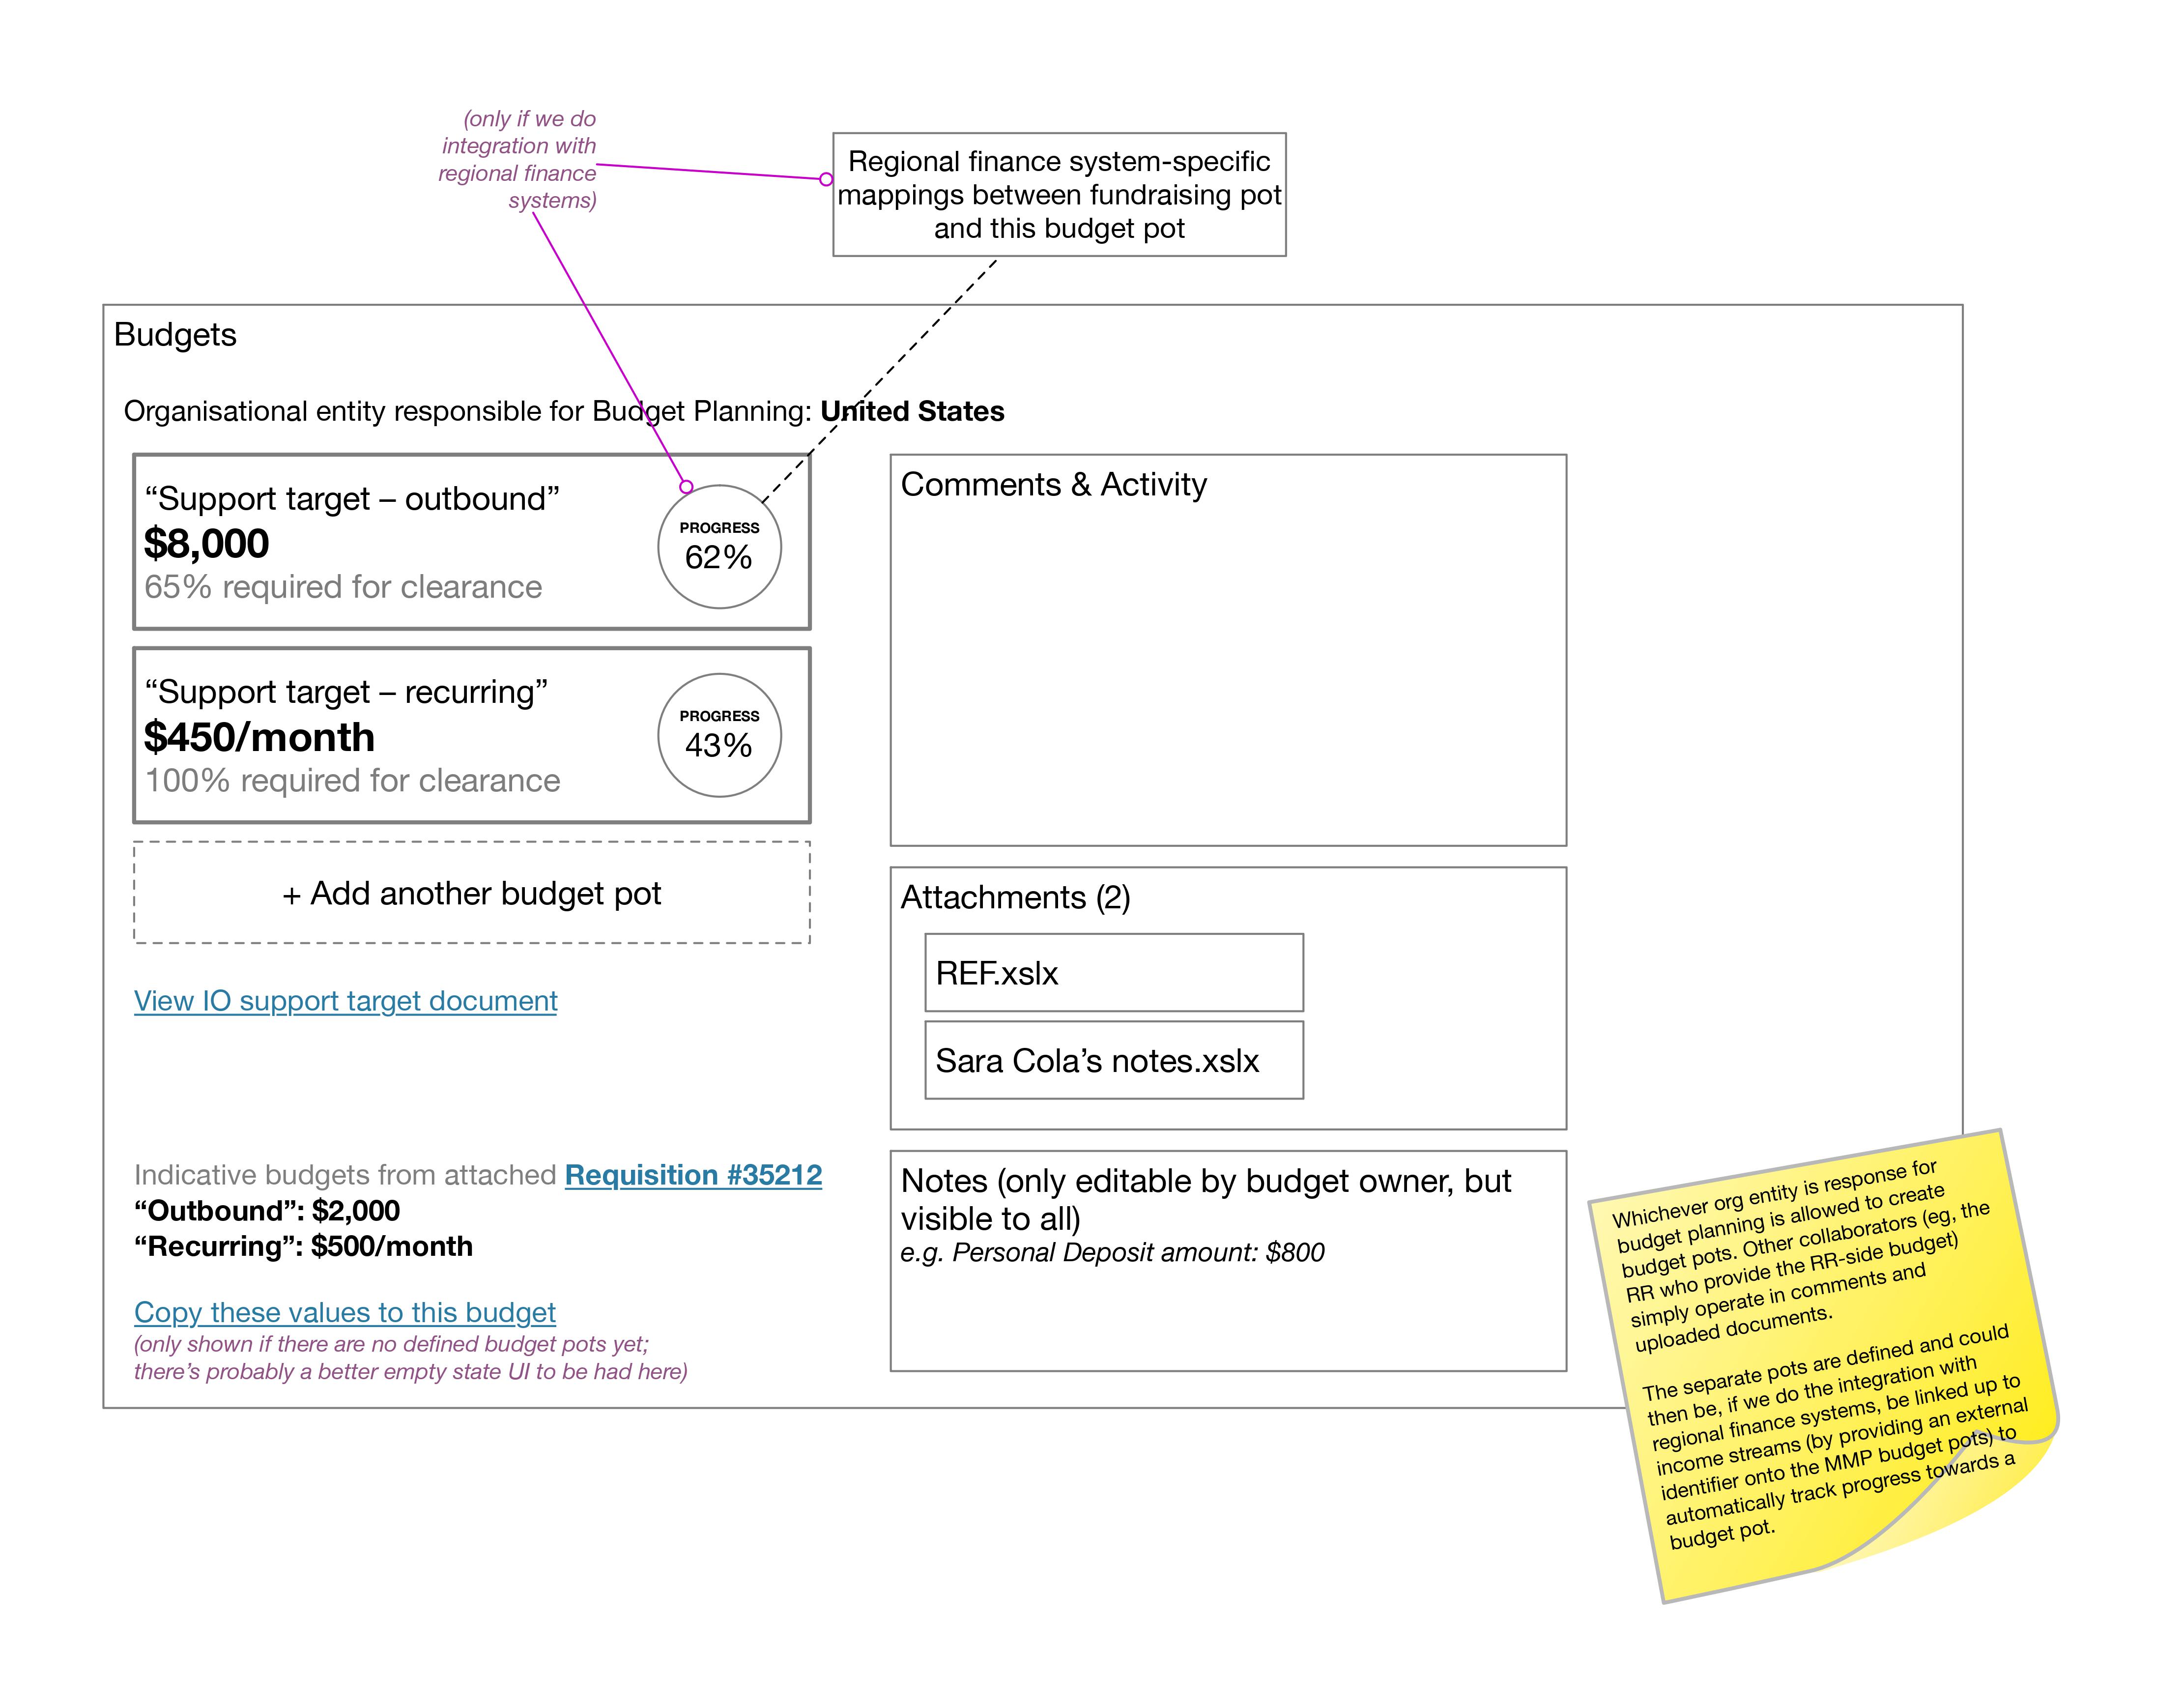 (only if we do
integration with
regional finance
systems)
Regional finance system-specific
mappings between fundraising pot
and this budget pot
Budgets
Organisational entity responsible for Budget Planning: United States
“Support target – outbound”
$8,000
65% required for clearance
PROGRESS
62%
“Support target – recurring”
$450/month
100% required for clearance
PROGRESS
43%
+ Add another budget pot
View IO support target document
Indicative budgets from attached Requisition #35212
“Outbound”: $2,000
“Recurring”: $500/month
Copy these values to this budget
(only shown if there are no defined budget pots yet;
there’s probably a better empty state UI to be had here)
Comments & Activity
Attachments (2)
REF.xslx
Sara Cola’s notes.xslx
Notes (only editable by budget owner, but
visible to all)
e.g. Personal Deposit amount: $800
Whichever org entity is response for
budget planning is allowed to create
budget pots. Other collaborators (eg, the
RR who provide the RR-side budget)
simply operate in comments and
uploaded documents.
The separate pots are defined and could
then be, if we do the integration with
regional finance systems, be linked up to
income streams (by providing an external
identifier onto the MMP budget pots) to
automatically track progress towards a
budget pot.